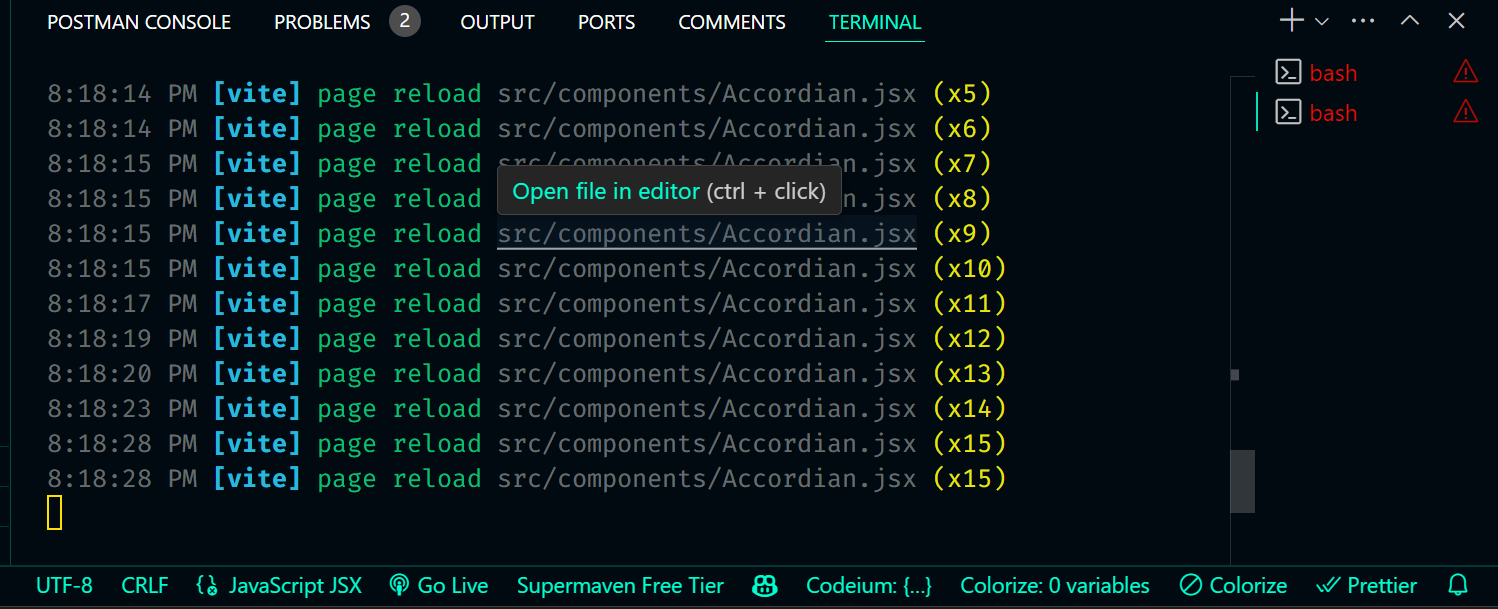 POSTMAN CONSOLE PROBLEMS 2 OUTPUT PORTS COMMENTS TERMINAL
8:18:14 PM [vite] page reload src/components/Accordian.jsx (x5)
8:18:14 PM [vite] page reload src/components/Accordian.jsx (x6)
8:18:15 PM [vite] page reload src/components/Accordian.jsx (x7)
Open file in editor (ctrl + click)
8:18:15 PM [vite] page reload n.jsx (x8)
8:18:15 PM [vite] page reload src/components/Accordian.jsx (x9)
8:18:15 PM [vite] page reload src/components/Accordian.jsx (x10)
8:18:17 PM [vite] page reload src/components/Accordian.jsx (x11)
8:18:19 PM [vite] page reload src/components/Accordian.jsx (x12)
8:18:20 PM [vite] page reload src/components/Accordian.jsx (x13)
8:18:23 PM [vite] page reload src/components/Accordian.jsx (x14)
8:18:28 PM [vite] page reload src/components/Accordian.jsx (x15)
8:18:28 PM [vite] page reload src/components/Accordian.jsx (x15)
bash
bash
UTF-8 CRLF JavaScript JSX Go Live Supermaven Free Tier Codeium: {...} Colorize: 0 variables Colorize Prettier